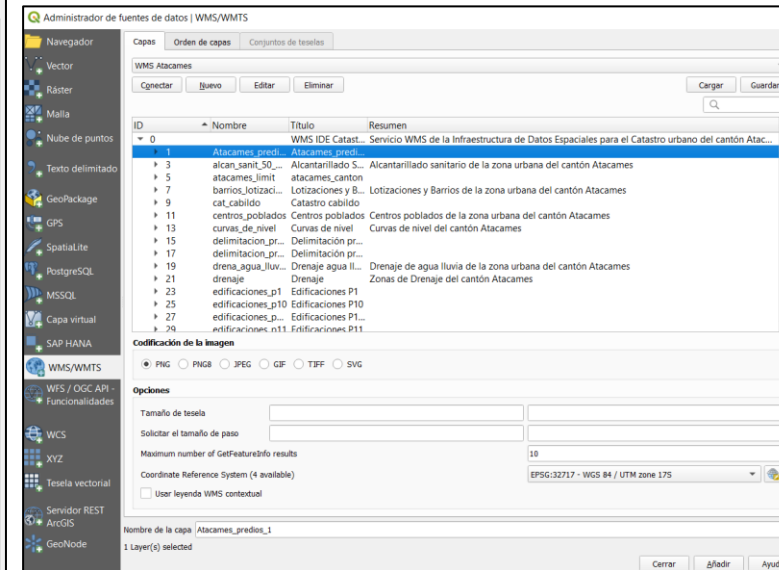 Administrador de fuentes de datos | WMS/WMTS
Navegador
Vector
Ráster
Malla
Nube de puntos
Texto delimitado
GeoPackage
GPS
SpatiaLite
PostgreSQL
MSSQL
Capa virtual
SAP HANA
WMS/WMTS
WFS / OGC API -
Funcionalidades
WCS
XYZ
Tesela vectorial
Servidor REST
ArcGIS
GeoNode
Capas Orden de capas Conjuntos de teselas
WMS Atacames
Conectar Nuevo Editar Eliminar Cargar Guardar
ID Nombre Título Resumen
0 WMS IDE Catast... Servicio WMS de la Infraestructura de Datos Espaciales para el Catastro urbano del cantón Atac...
1 Atacames_predi... Atacames_predi...
3 alcan_sanit_50_... Alcantarillado S... Alcantarillado sanitario de la zona urbana del cantón Atacames
5 atacames_limit atacames_canton
7 barrios_lotizaci... Lotizaciones y B... Lotizaciones y Barrios de la zona urbana del cantón Atacames
9 cat_cabildo Catastro cabildo
11 centros_poblados Centros poblados Centros poblados de la zona urbana del cantón Atacames
13 curvas_de_nivel Curvas de nivel Curvas de nivel del cantón Atacames
15 delimitacion_pr... Delimitación pr...
17 delimitacion_pr... Delimitación pr...
19 drena_agua_lluv... Drenaje agua ll... Drenaje de agua lluvia de la zona urbana del cantón Atacames
21 drenaje Drenaje Zonas de Drenaje del cantón Atacames
23 edificaciones_p1 Edificaciones P1
25 edificaciones_p10 Edificaciones P10
27 edificaciones_p... Edificaciones P1...
29 edificaciones_p11 Edificaciones P11
Codificación de la imagen
PNG PNG8 JPEG GIF TIFF SVG
Opciones
Tamaño de tesela
Solicitar el tamaño de paso
Maximum number of GetFeatureInfo results 10
Coordinate Reference System (4 available) EPSG:32717 - WGS 84 / UTM zone 17S
Usar leyenda WMS contextual
Nombre de la capa Atacames_predios_1
1 Layer(s) selected
Cerrar Añadir Ayud